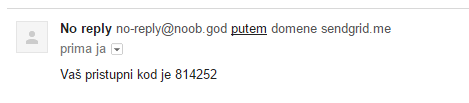 No reply no-reply@noob.god putem domene sendgrid.me
prima ja
Vaš pristupni kod je 814252